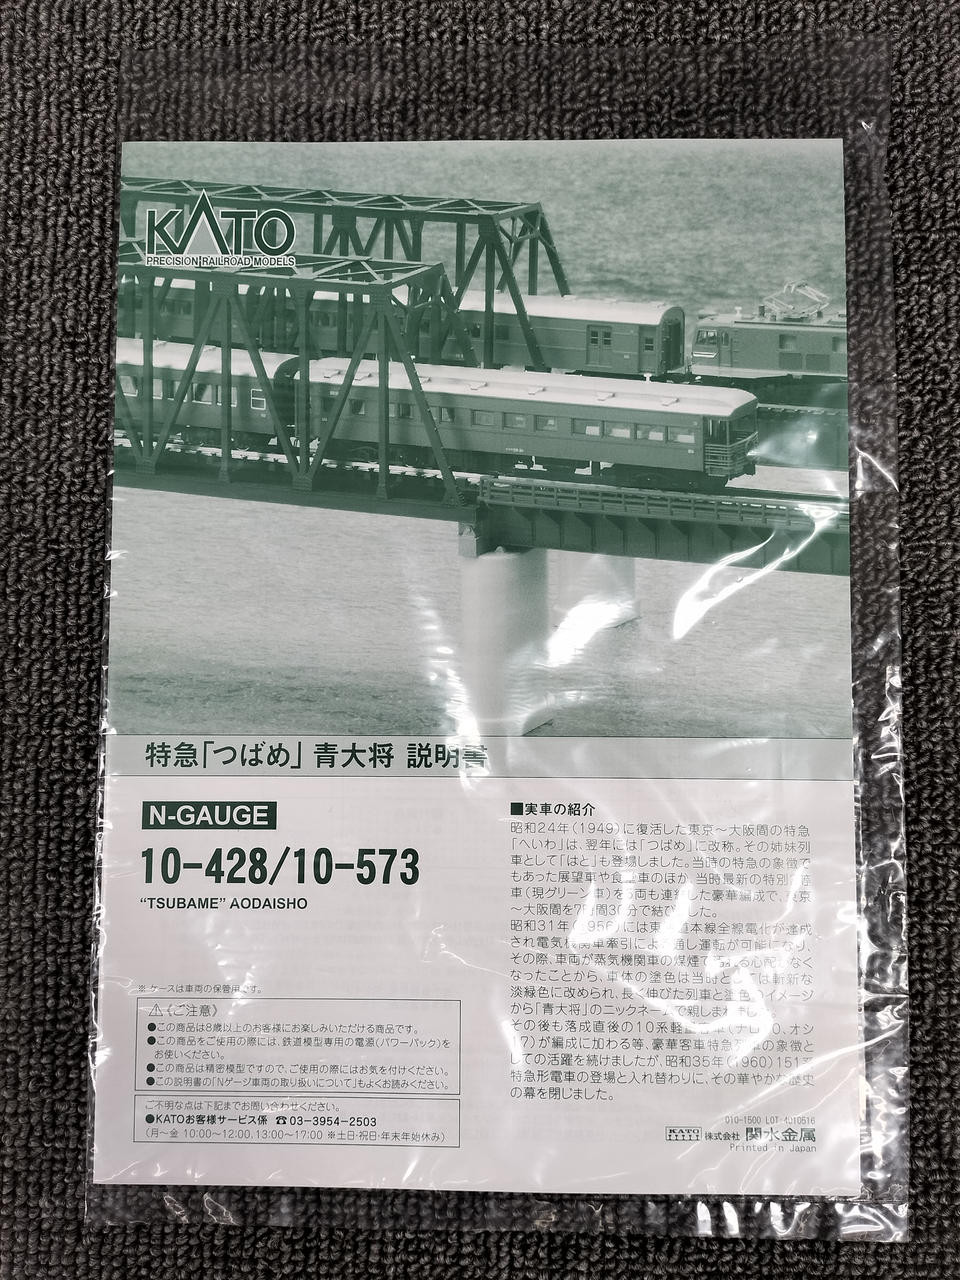 KATO
PRECISION RAILROAD MODELS
特急「つばめ」青大将 説明書
N-GAUGE
10-428/10-573
"TSUBAME" AODAISHO
※ ケースは車両の保管用です。
⚠《ご注意》
●この商品は8歳以上のお客様にお楽しみいただける商品です。
●この商品をご使用の際には、鉄道模型専用の電源(パワーパック)を
お使いください。
●この商品は精密模型ですので、ご使用の際にはお気を付けください。
●この説明書の「Nゲージ車両の取り扱いについて」もよくお読みください。
ご不明な点は下記までお問い合わせください。
●KATOお客様サービス係 ☎03-3954-2503
(月〜金 10:00〜12:00、13:00〜17:00 ※土日・祝日・年末年始休み)
■実車の紹介
昭和24年(1949)に復活した東京〜大阪間の特急
「へいわ」は、翌年には「つばめ」に改称。その姉妹列
車として「はと」も登場しました。当時の特急の象徴で
もあった展望車や食堂車のほか、当時最新の特別
車(現グリーン車)を5両も連結した豪華編成で、東京
〜大阪間を7時間30分で結びました。
昭和31年(1956)には東海道本線全線電化が達成
され電気機関車牽引による通し運転が可能になり、
その際、車両が蒸気機関車の煤煙で汚れる心配がなく
なったことから、車体の塗色は当時としては斬新な
淡緑色に改められ、長く伸びた列車と塗色のイメージ
から「青大将」のニックネームで親しまれました。
その後も落成直後の10系軽量客車(ナロ10、オシ
17)が編成に加わる等、豪華客車特急列車の象徴と
しての活躍を続けましたが、昭和35年(1960)151系
特急形電車の登場と入れ替わりに、その華やかな歴史
の幕を閉じました。
010-1500 LOT-4010516
KATO 株式会社 関水金属
Printed in Japan